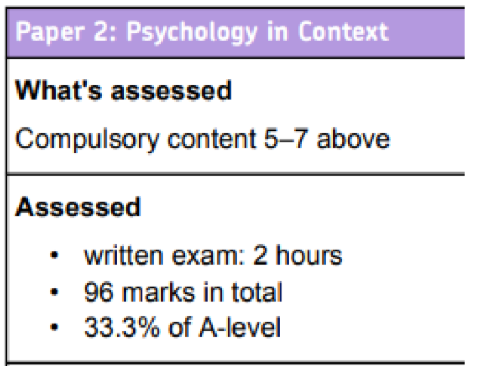 Paper 2: Psychology in Context
What's assessed
Compulsory content 5–7 above
Assessed
• written exam: 2 hours
• 96 marks in total
• 33.3% of A-level